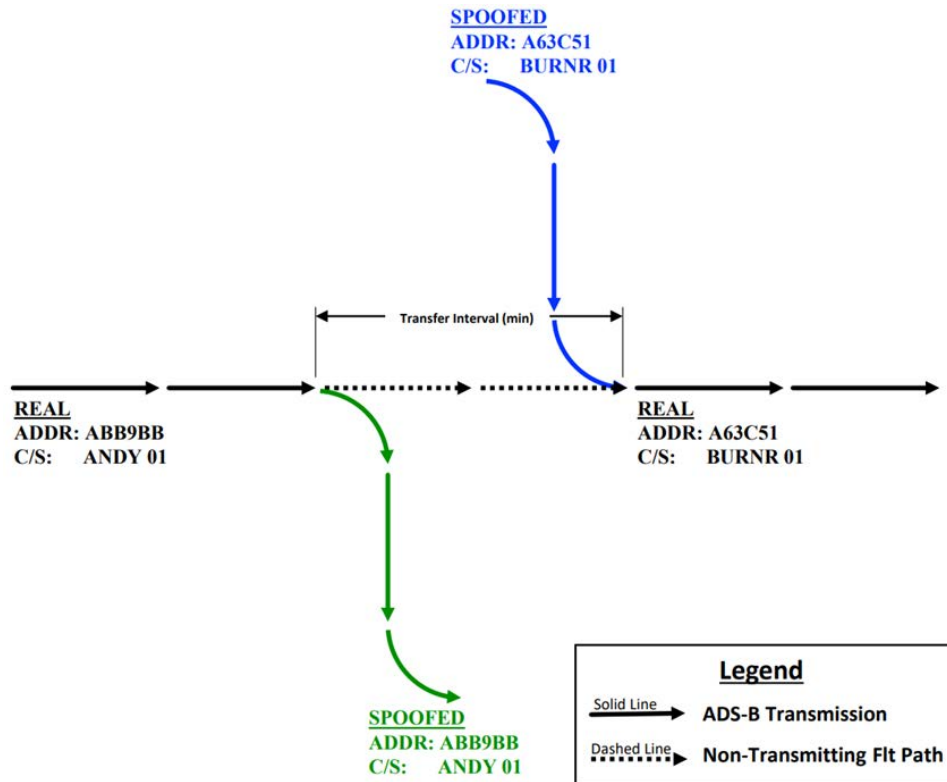 SPOOFED
ADDR: A63C51
C/S: BURNR 01
Transfer Interval (min)
REAL
ADDR: ABB9BB
C/S: ANDY 01
REAL
ADDR: A63C51
C/S: BURNR 01
SPOOFED
ADDR: ABB9BB
C/S: ANDY 01
Legend
Solid Line
ADS-B Transmission
Dashed Line
Non-Transmitting Flt Path